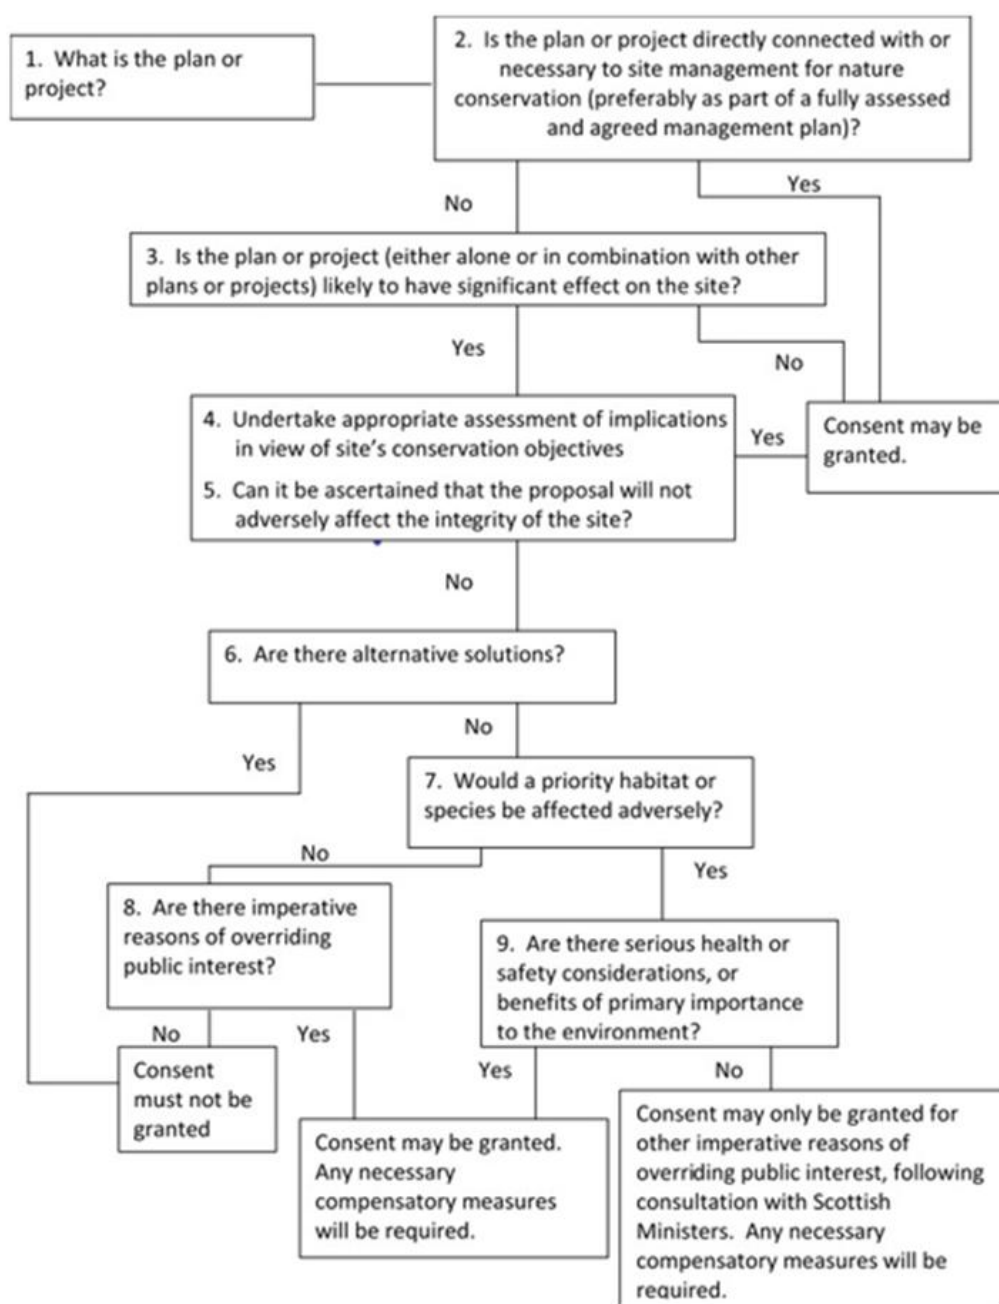 1. What is the plan or
project?
2. Is the plan or project directly connected with or
necessary to site management for nature
conservation (preferably as part of a fully assessed
and agreed management plan)?
Yes
No
3. Is the plan or project (either alone or in combination with other
plans or projects) likely to have significant effect on the site?
Yes
No
4. Undertake appropriate assessment of implications
in view of site's conservation objectives
5. Can it be ascertained that the proposal will not
adversely affect the integrity of the site?
Yes
Consent may be
granted.
No
6. Are there alternative solutions?
No
Yes
7. Would a priority habitat or
species be affected adversely?
No
Yes
8. Are there imperative
reasons of overriding
public interest?
9. Are there serious health or
safety considerations, or
benefits of primary importance
to the environment?
No
Yes
Yes
No
Consent
must not be
granted
Consent may be granted.
Any necessary
compensatory measures
will be required.
Consent may only be granted for
other imperative reasons of
overriding public interest, following
consultation with Scottish
Ministers. Any necessary
compensatory measures will be
required.